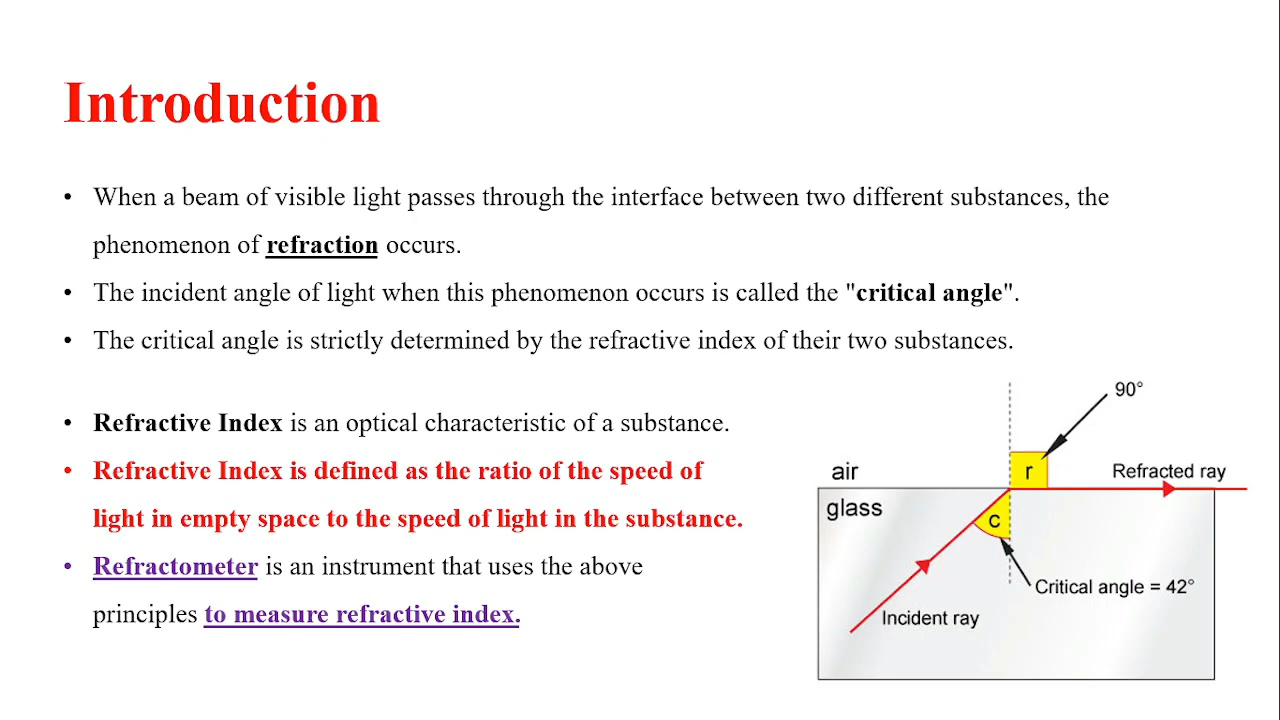 Introduction
• When a beam of visible light passes through the interface between two different substances, the
phenomenon of refraction occurs.
• The incident angle of light when this phenomenon occurs is called the "critical angle".
• The critical angle is strictly determined by the refractive index of their two substances.
• Refractive Index is an optical characteristic of a substance.
• Refractive Index is defined as the ratio of the speed of
light in empty space to the speed of light in the substance.
• Refractometer is an instrument that uses the above
principles to measure refractive index.
90°
air
r
Refracted ray
glass
c
Critical angle = 42°
Incident ray